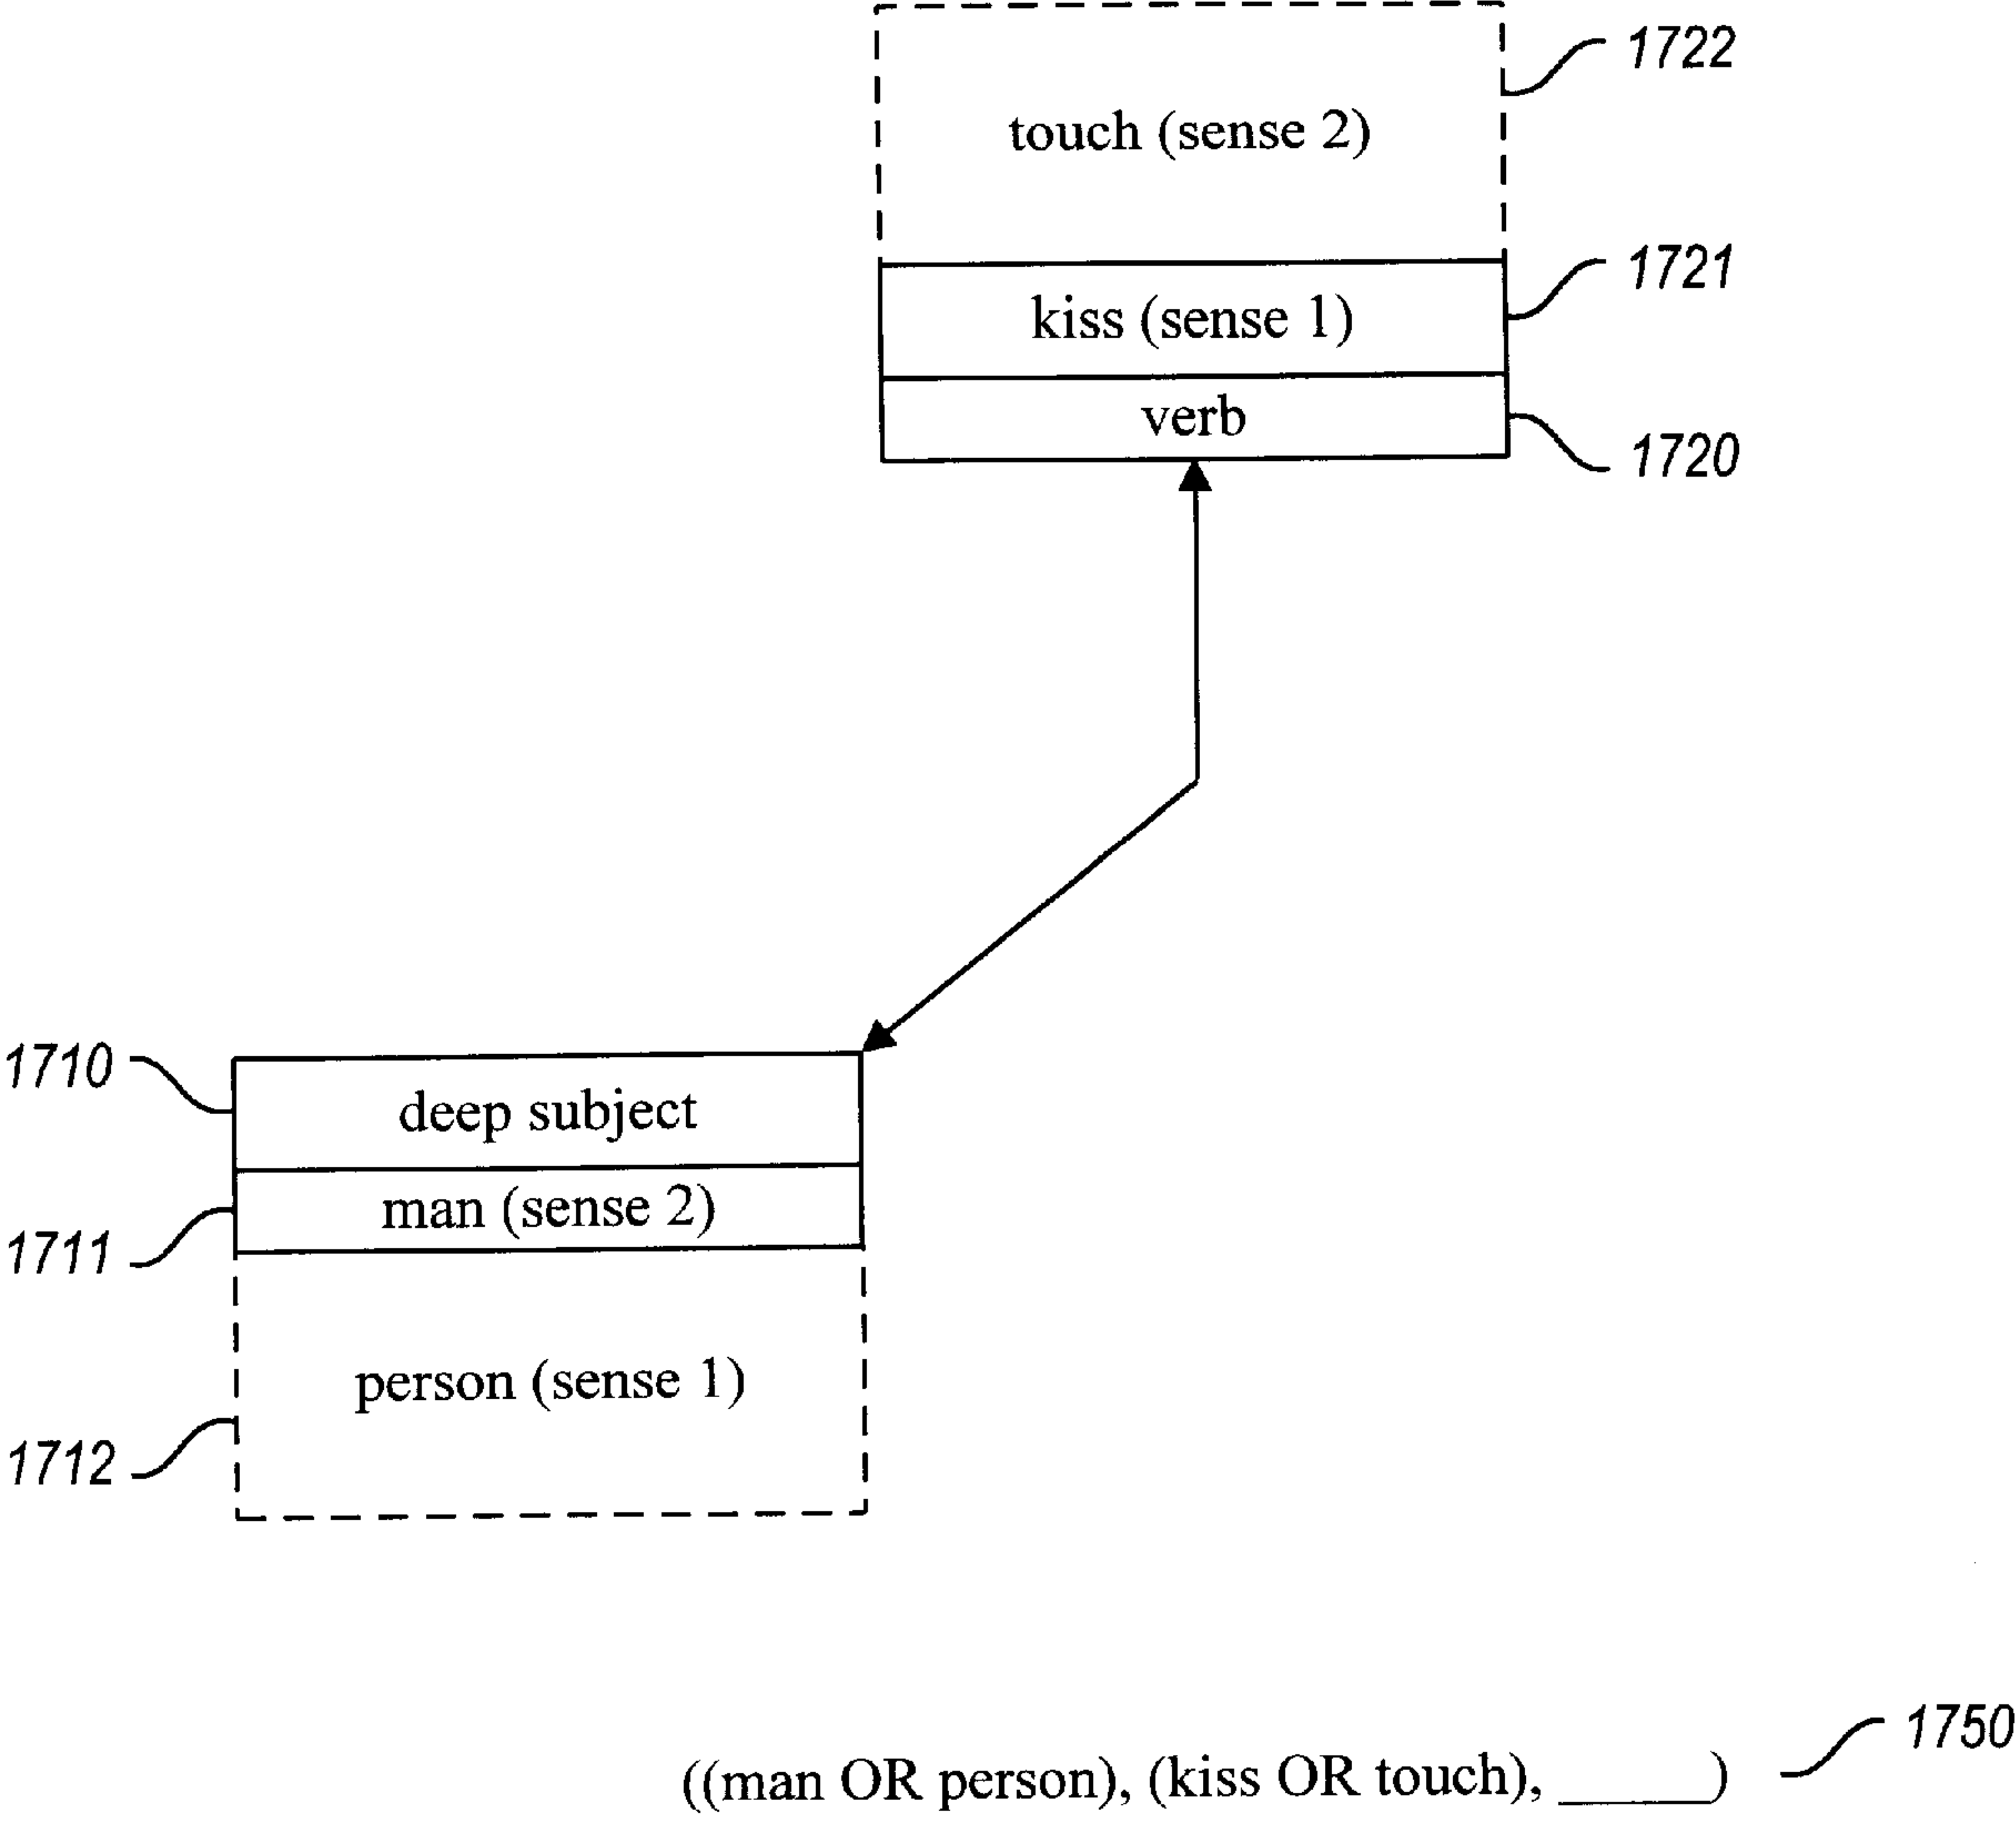 1722
touch (sense 2)
1721
kiss (sense 1)
verb
1720
1710
deep subject
man (sense 2)
1711
person (sense 1)
1712
1750
((man OR person), (kiss OR touch), ______)